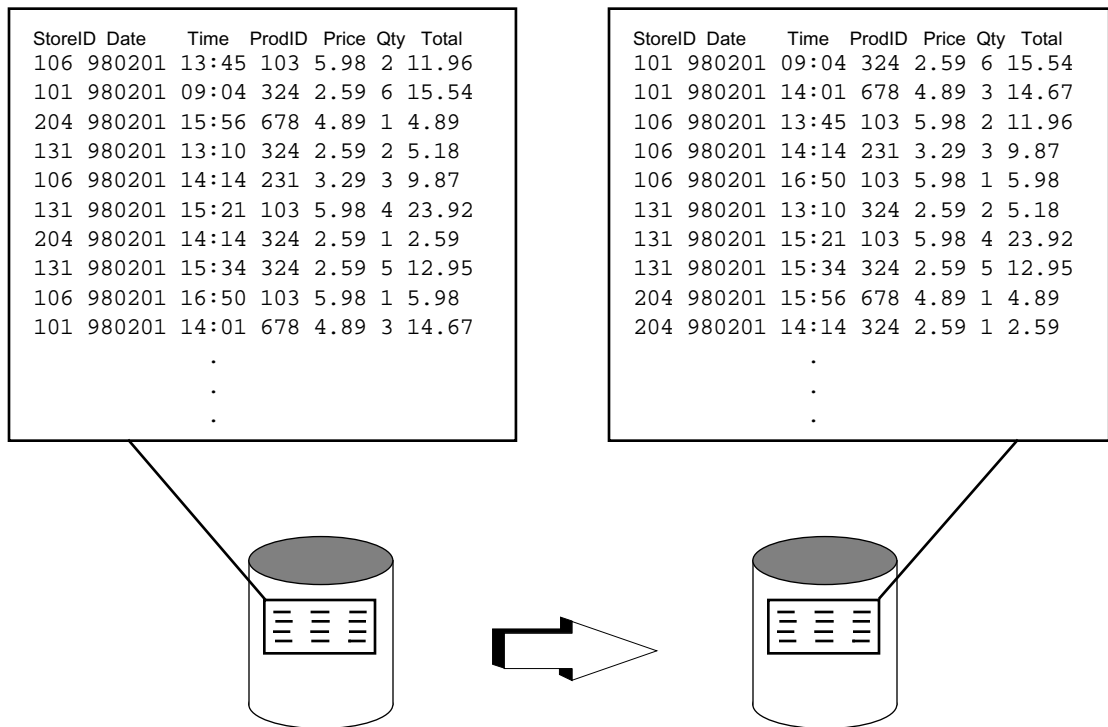 StoreID Date Time ProdID Price Qty Total
106 980201 13:45 103 5.98 2 11.96
101 980201 09:04 324 2.59 6 15.54
204 980201 15:56 678 4.89 1 4.89
131 980201 13:10 324 2.59 2 5.18
106 980201 14:14 231 3.29 3 9.87
131 980201 15:21 103 5.98 4 23.92
204 980201 14:14 324 2.59 1 2.59
131 980201 15:34 324 2.59 5 12.95
106 980201 16:50 103 5.98 1 5.98
101 980201 14:01 678 4.89 3 14.67
.
.
.
StoreID Date Time ProdID Price Qty Total
101 980201 09:04 324 2.59 6 15.54
101 980201 14:01 678 4.89 3 14.67
106 980201 13:45 103 5.98 2 11.96
106 980201 14:14 231 3.29 3 9.87
106 980201 16:50 103 5.98 1 5.98
131 980201 13:10 324 2.59 2 5.18
131 980201 15:21 103 5.98 4 23.92
131 980201 15:34 324 2.59 5 12.95
204 980201 15:56 678 4.89 1 4.89
204 980201 14:14 324 2.59 1 2.59
.
.
.